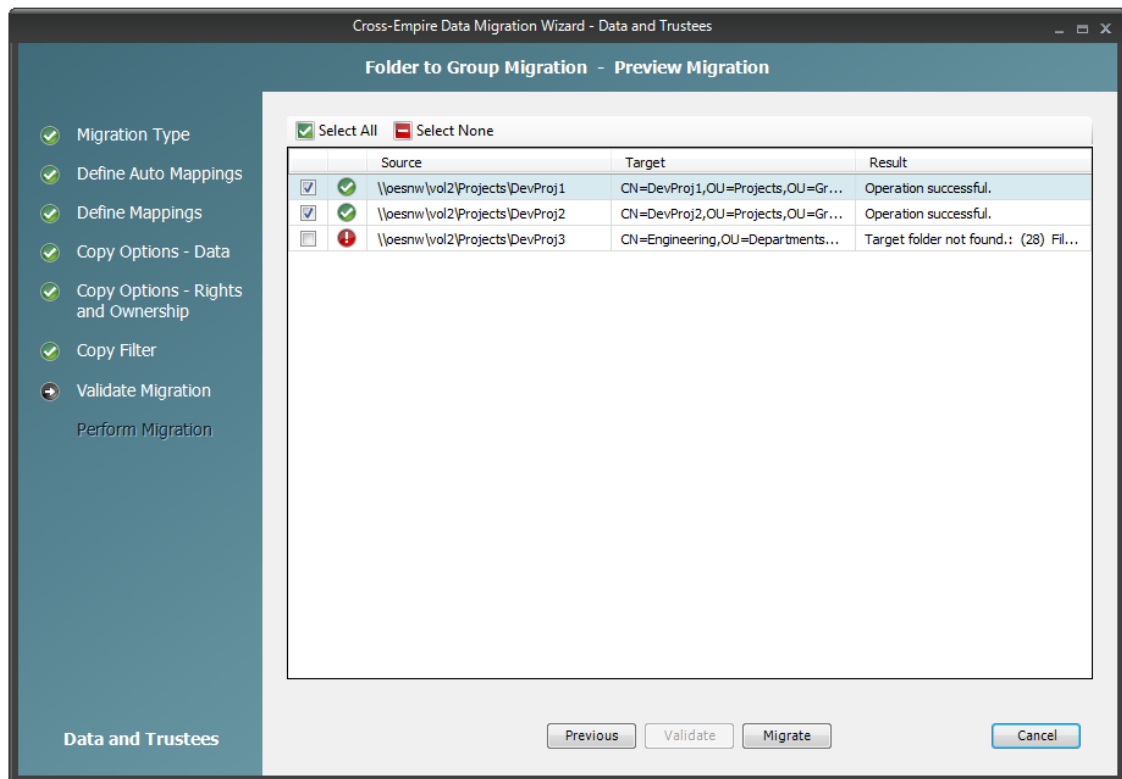 Cross-Empire Data Migration Wizard - Data and Trustees
Folder to Group Migration - Preview Migration
Migration Type
Define Auto Mappings
Define Mappings
Copy Options - Data
Copy Options - Rights
and Ownership
Copy Filter
Validate Migration
Perform Migration
Data and Trustees
Select All Select None
Source Target Result
\\oesnw\vol2\Projects\DevProj1 CN=DevProj1,OU=Projects,OU=Gr... Operation successful.
\\oesnw\vol2\Projects\DevProj2 CN=DevProj2,OU=Projects,OU=Gr... Operation successful.
\\oesnw\vol2\Projects\DevProj3 CN=Engineering,OU=Departments... Target folder not found.: (28) Fil...
Previous Validate Migrate Cancel